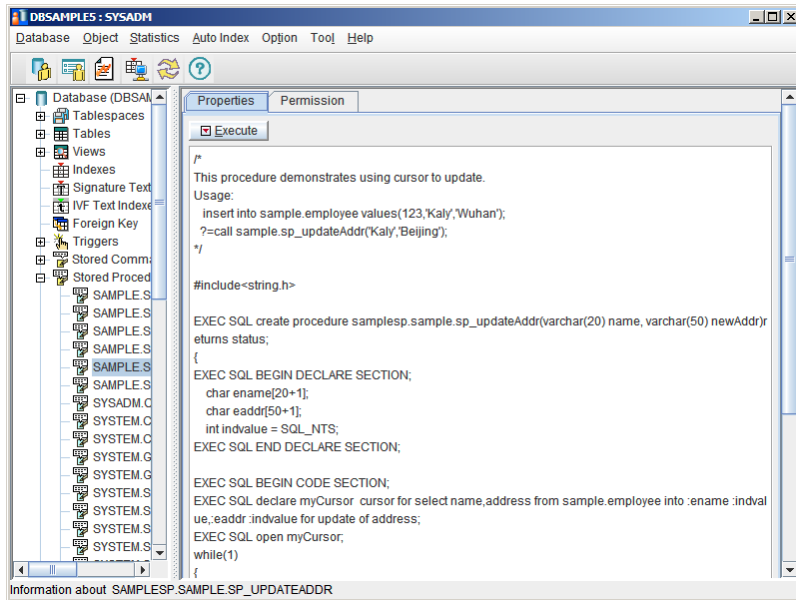 DBSAMPLE5 : SYSADM
Database Object Statistics Auto Index Option Tool Help
Database (DBSAM
Tablespaces
Tables
Views
Indexes
Signature Text
IVF Text Indexe
Foreign Key
Triggers
Stored Comma
Stored Proced
SAMPLE.S
SAMPLE.S
SAMPLE.S
SAMPLE.S
SAMPLE.S
SAMPLE.S
SYSADM.C
SYSTEM.C
SYSTEM.C
SYSTEM.G
SYSTEM.G
SYSTEM.S
SYSTEM.S
SYSTEM.S
SYSTEM.S
Properties Permission
Execute
/*
This procedure demonstrates using cursor to update.
Usage:
insert into sample.employee values(123,'Kaly','Wuhan');
?=call sample.sp_updateAddr('Kaly','Beijing');
*/
#include<string.h>
EXEC SQL create procedure samplesp.sample.sp_updateAddr(varchar(20) name, varchar(50) newAddr)r
eturns status;
{
EXEC SQL BEGIN DECLARE SECTION;
char ename[20+1];
char eaddr[50+1];
int indvalue = SQL_NTS;
EXEC SQL END DECLARE SECTION;
EXEC SQL BEGIN CODE SECTION;
EXEC SQL declare myCursor cursor for select name,address from sample.employee into :ename :indval
ue,:eaddr :indvalue for update of address;
EXEC SQL open myCursor;
while(1)
{
Information about SAMPLESP.SAMPLE.SP_UPDATEADDR